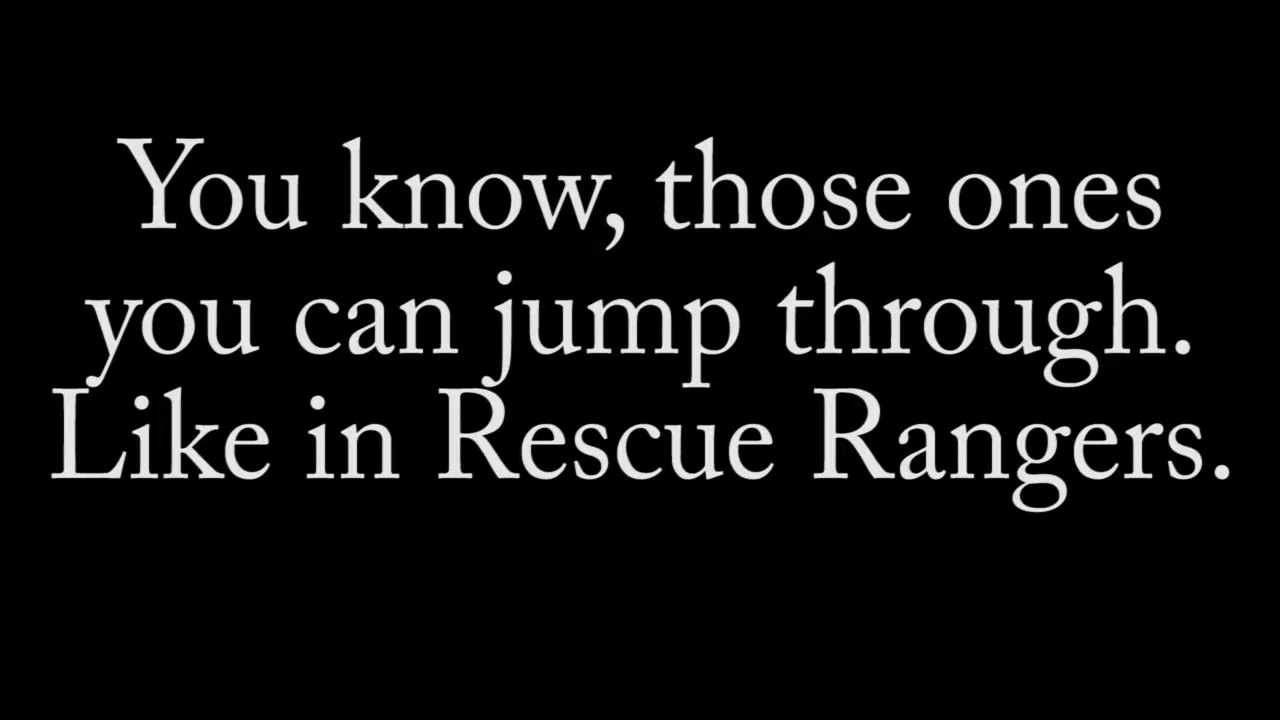 You know, those ones
you can jump through.
Like in Rescue Rangers.